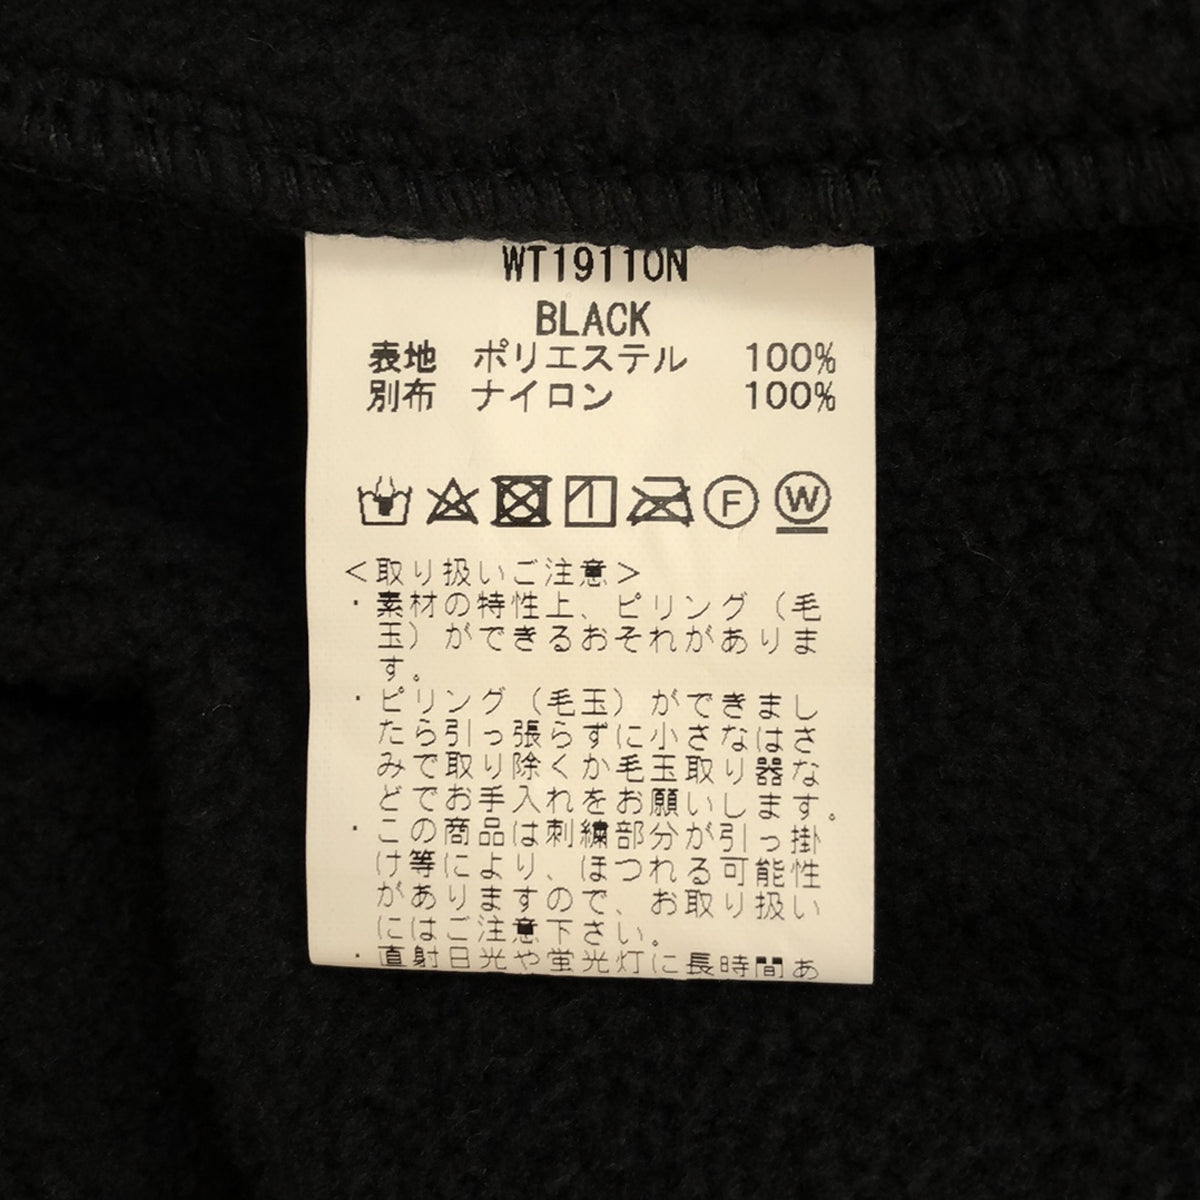 WT19110N
BLACK
表地 ポリエステル 100%
別布 ナイロン 100%
F W
<取り扱いご注意>
・素材の特性上、ピリング(毛
玉)ができるおそれがありま
す。
・ピリング(毛玉)ができまし
たら引っ張らずに小さなはさ
みで取り除くか毛玉取り器な
どでお手入れをお願いします。
・この商品は刺繍部分が引っ掛
け等により、ほつれる可能性
がありますので、お取り扱い
にはご注意下さい。
・直射日光や蛍光灯に長時間あ